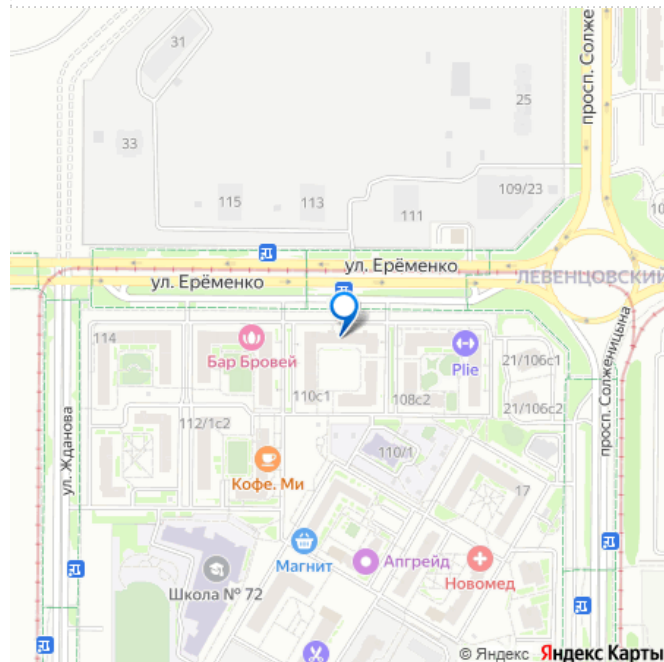 31
просп. Солже
25
33
115
113
109/23
111
10
ул. Ерёменко
ул. Ерёменко
ЛЕВЕНЦОВСКИЙ
114
Бар Бровей
Plie
21/106с1
110с1
108с2
21/106с2
просп. Солженицына
ул. Жданова
112/1с2
110/1
Кофе. Ми
17
Магнит
Апгрейд
Новомед
Школа № 72
© Яндекс Яндекс Карты